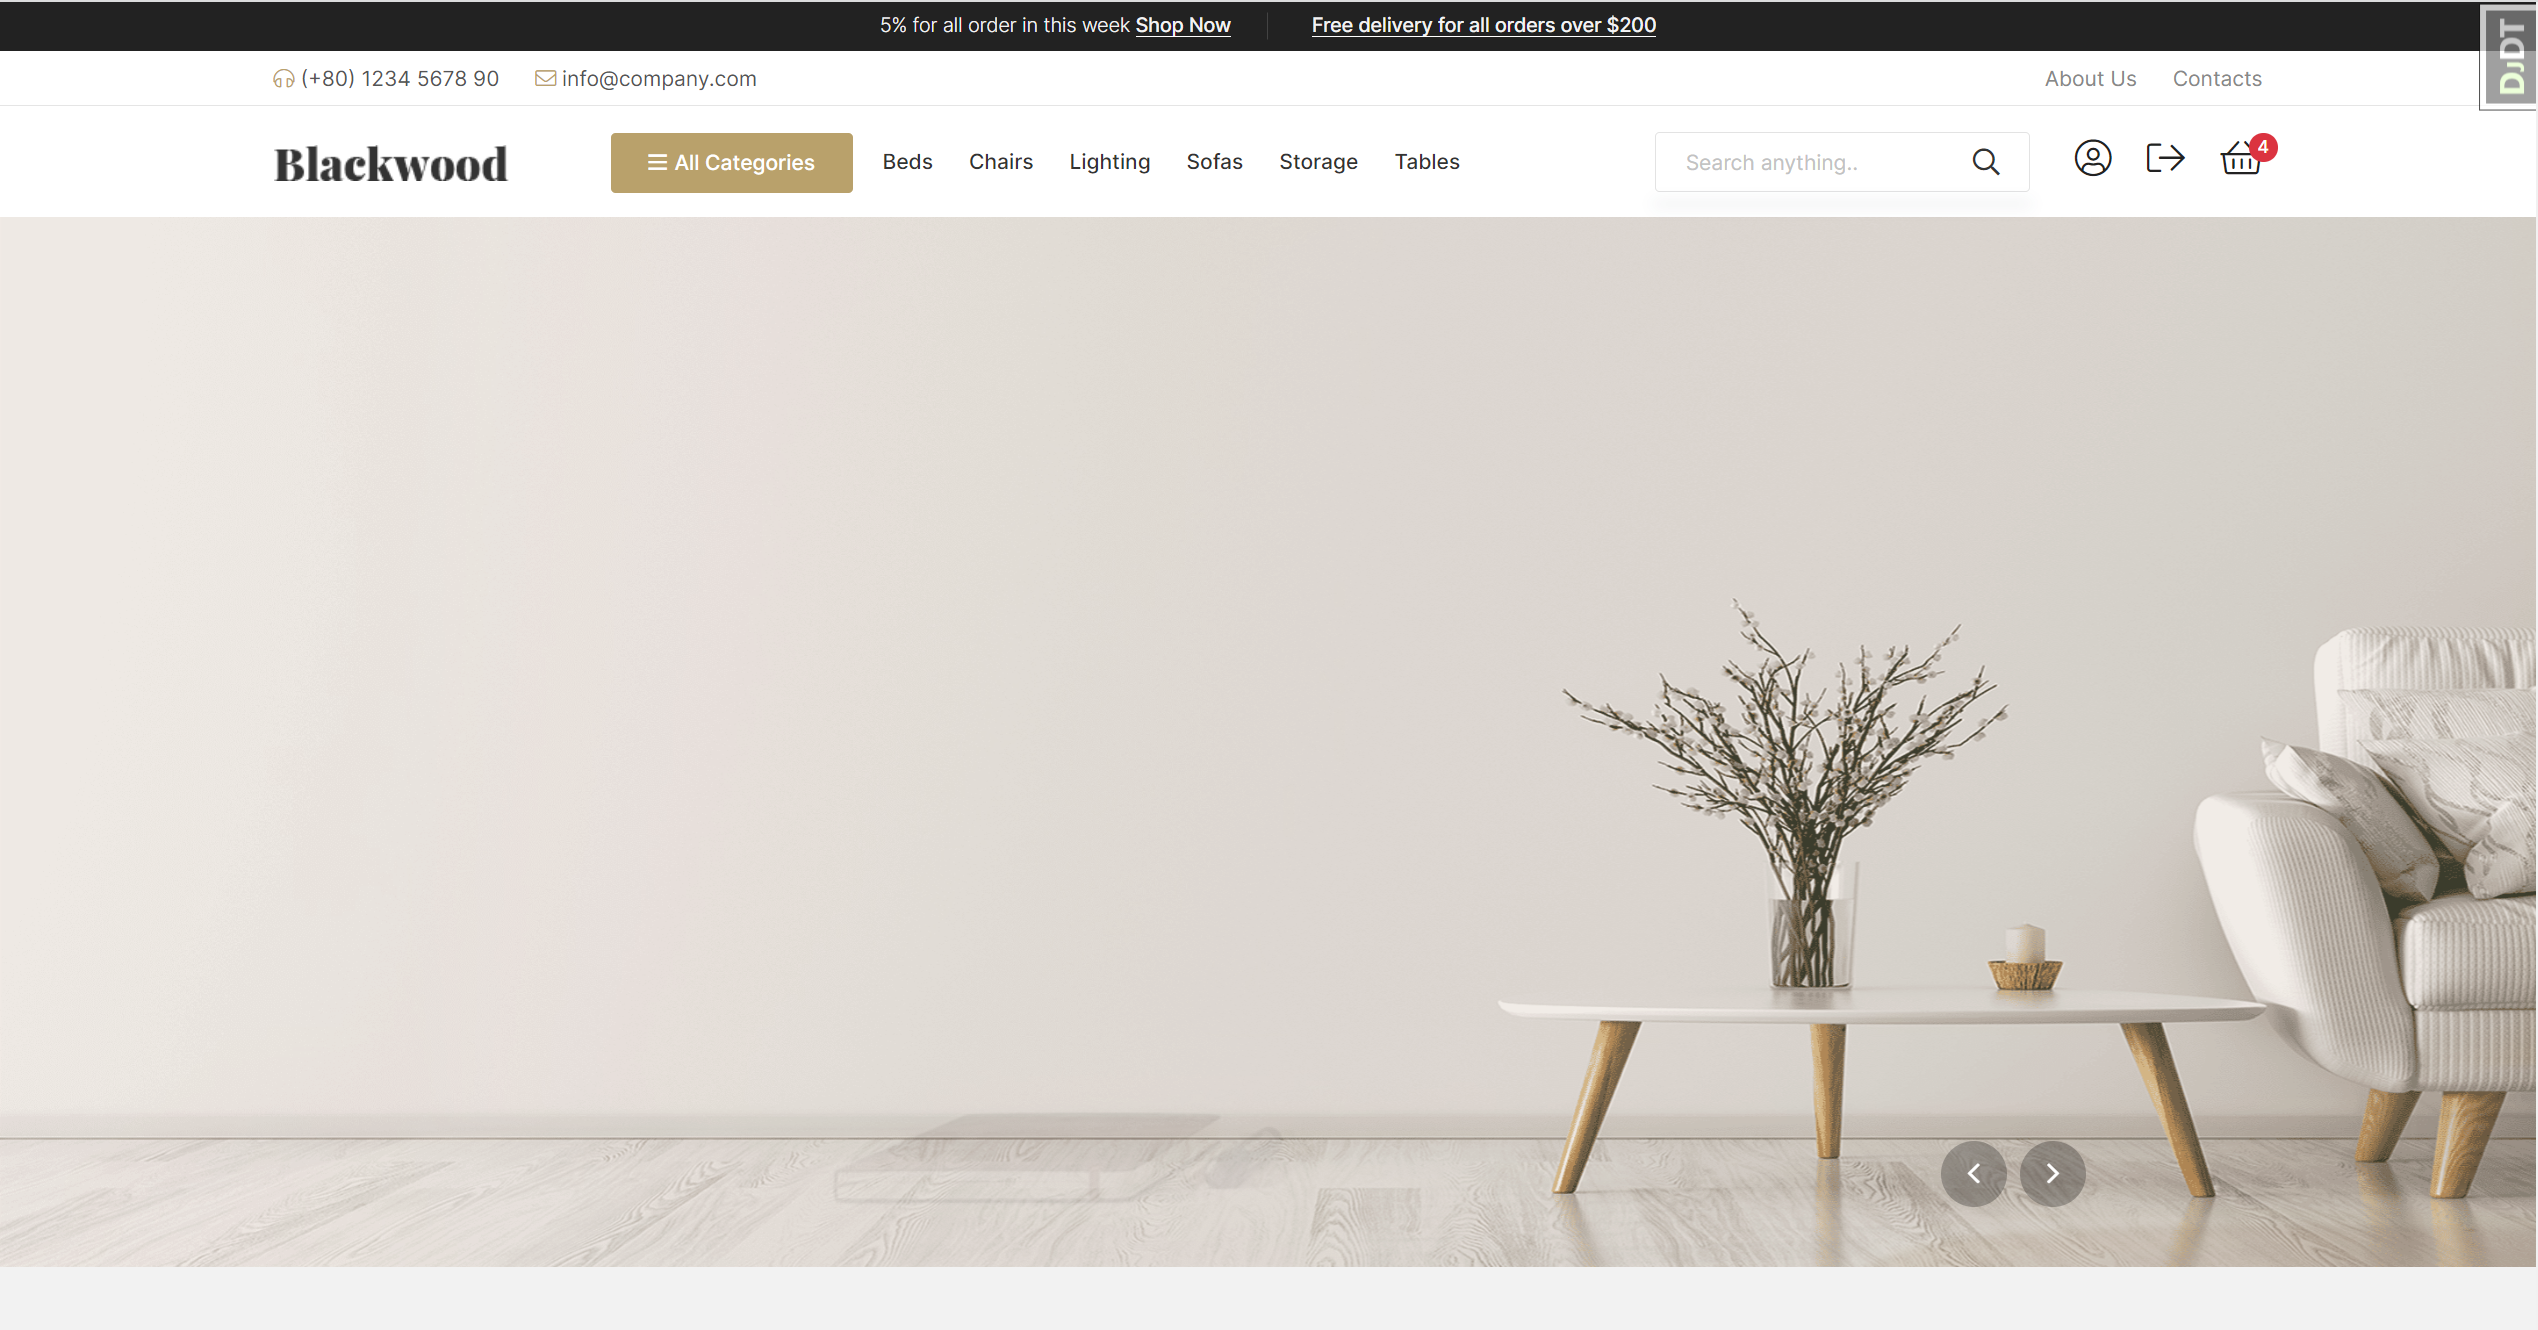 5% for all order in this week Shop Now
Free delivery for all orders over $200
DJDT
(+80) 1234 5678 90
info@company.com
About Us
Contacts
Blackwood
All Categories
Beds
Chairs
Lighting
Sofas
Storage
Tables
Search anything..
4